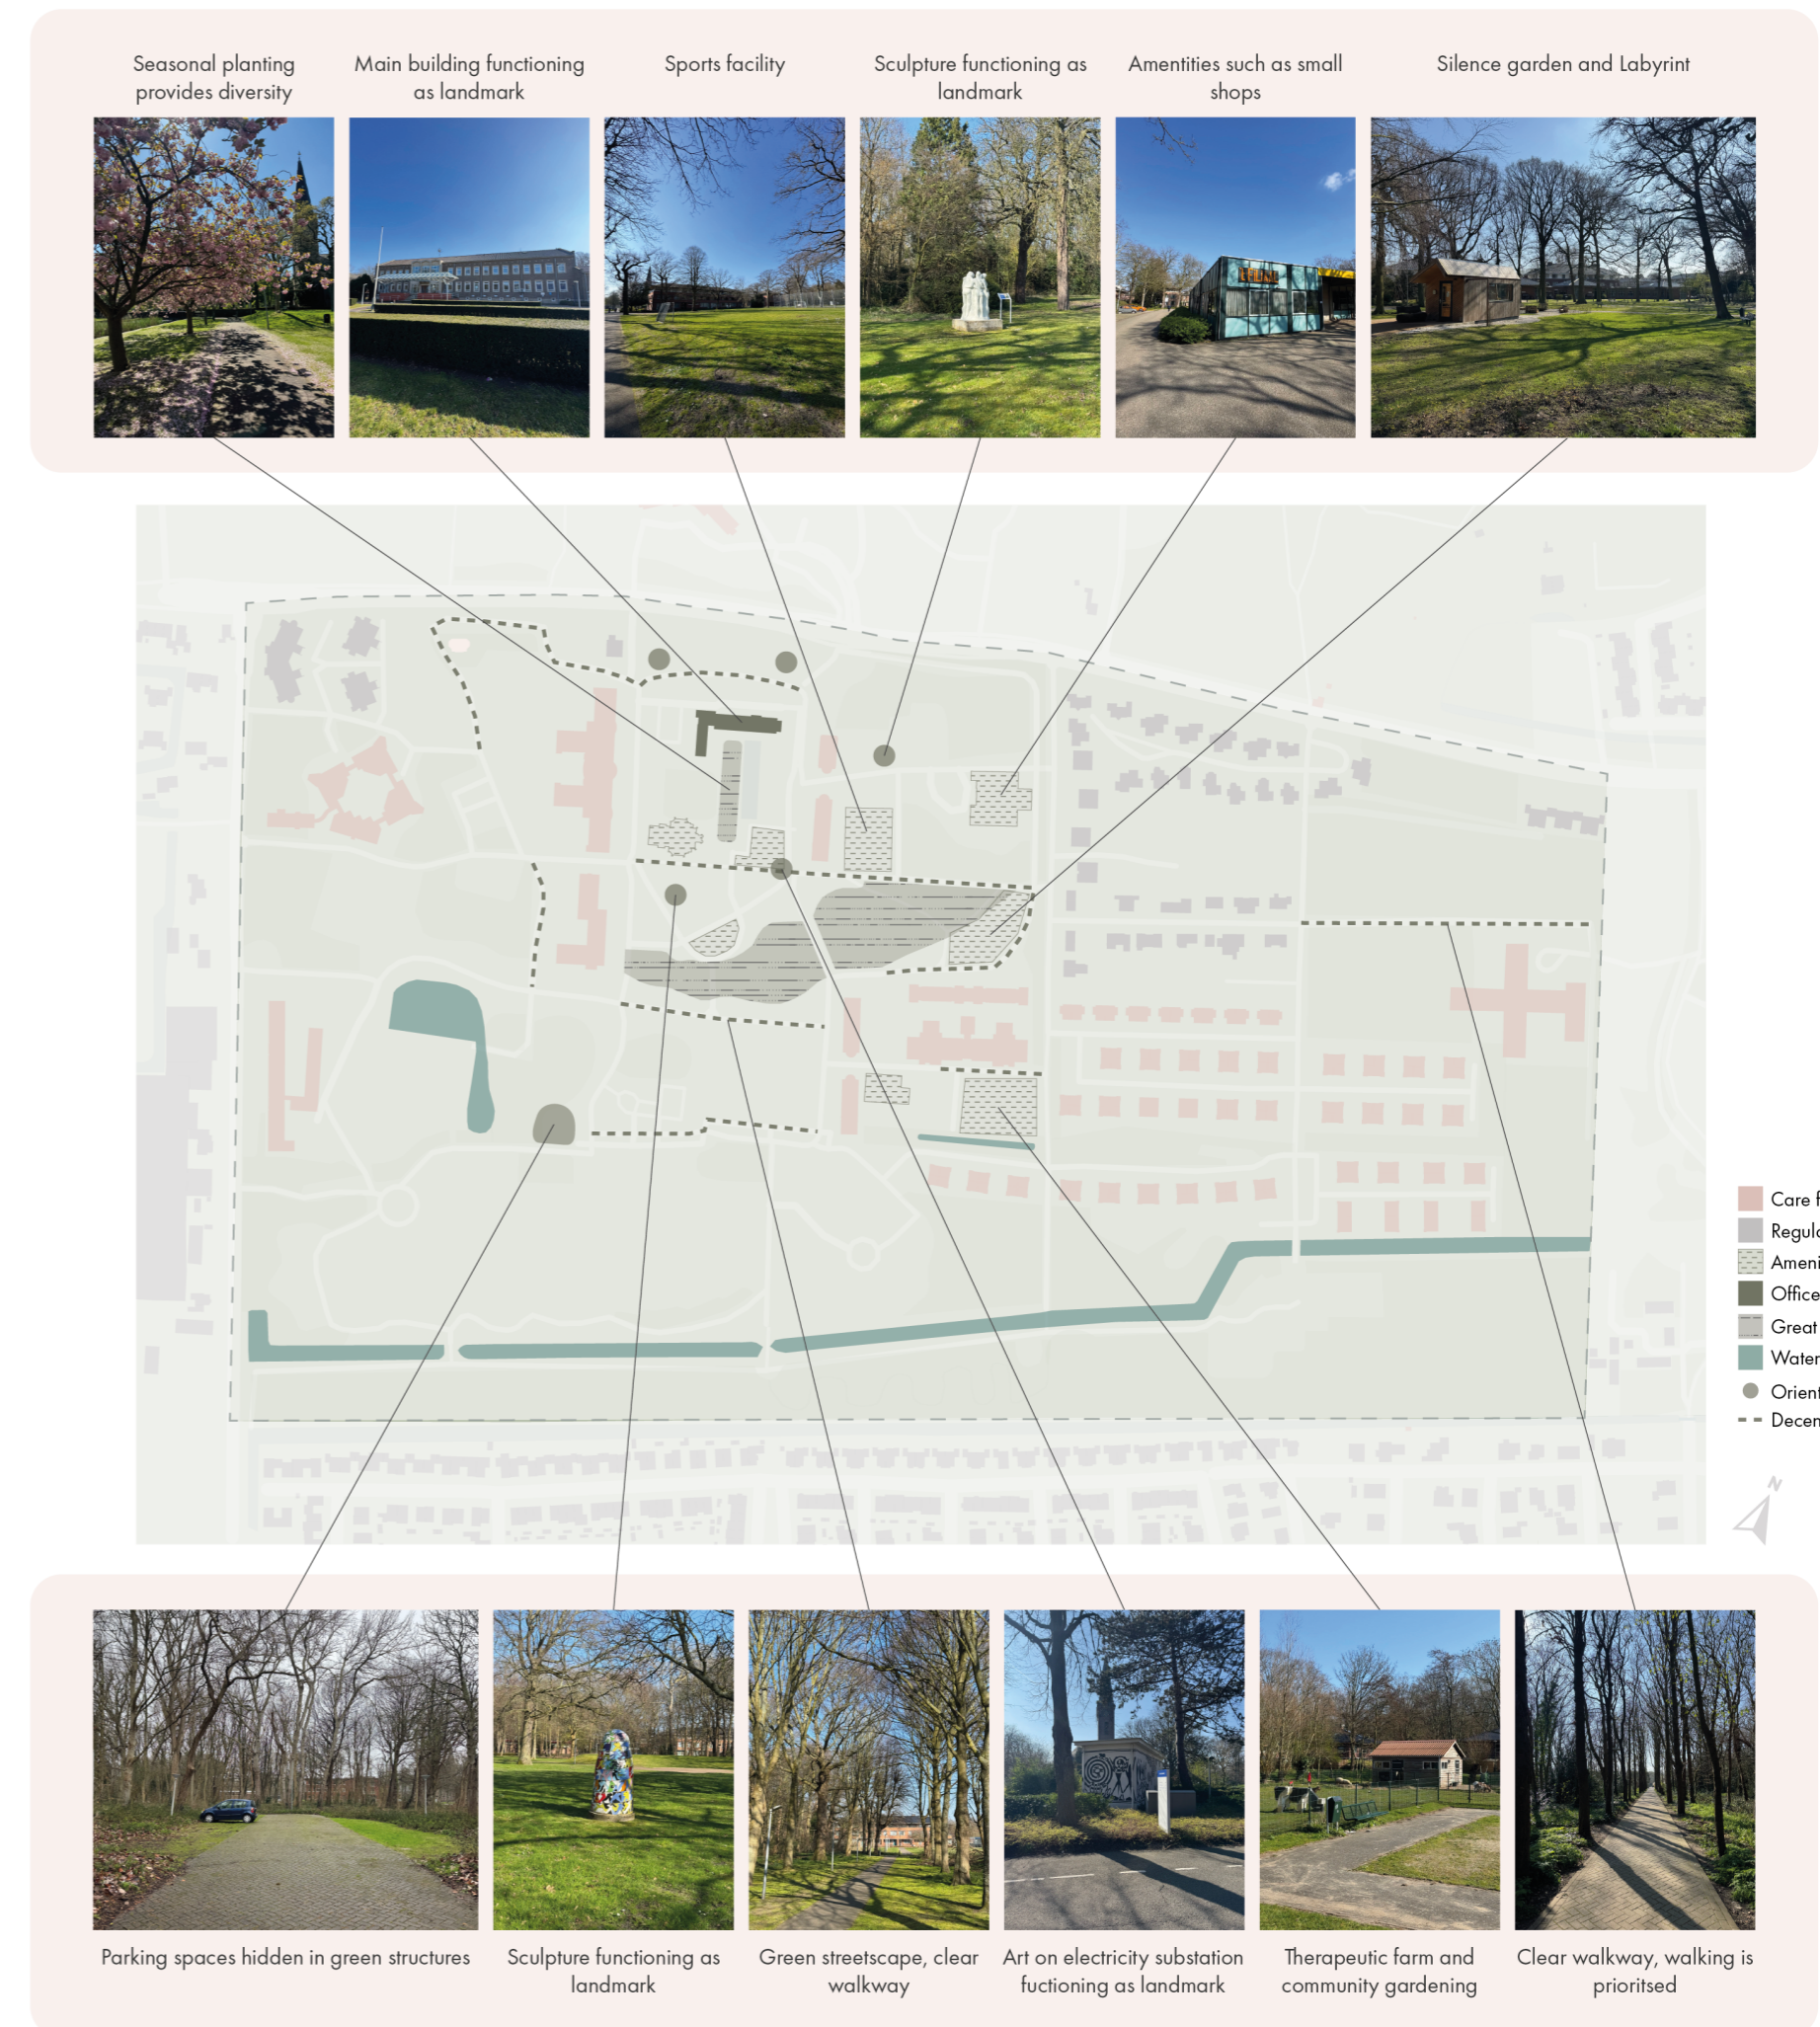 Seasonal planting
provides diversity
Main building functioning
as landmark
Sports facility
Sculpture functioning as
landmark
Amentities such as small
shops
Silence garden and Labyrint
Care f
Regula
Ameni
Office
Great
Water
Orient
Decen
N
Parking spaces hidden in green structures
Sculpture functioning as
landmark
Green streetscape, clear
walkway
Art on electricity substation
fuctioning as landmark
Therapeutic farm and
community gardening
Clear walkway, walking is
prioritsed